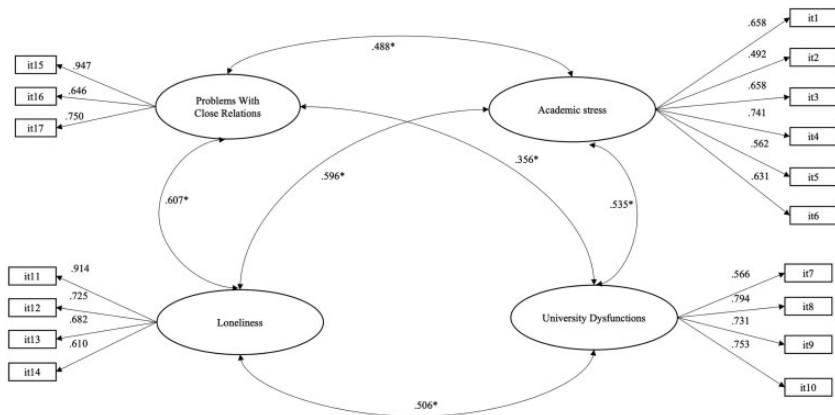 .488*
it15
.947
it16
.646
it17
.750
Problems With
Close Relations
Academic stress
.658
it1
.492
it2
.658
it3
.741
it4
.562
it5
.631
it6
.607*
.596*
.356*
.535*
it11
.914
it12
.725
it13
.682
it14
.610
Loneliness
University Dysfunctions
.566
it7
.794
it8
.731
it9
.753
it10
.506*